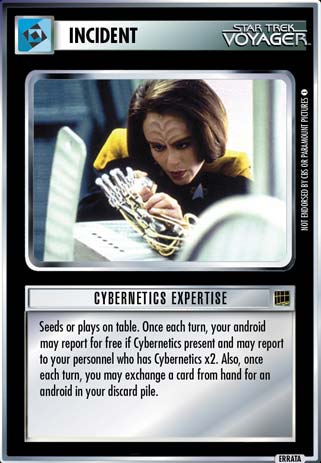 INCIDENT
STAR TREK
VOYAGER™
NOT ENDORSED BY CBS OR PARAMOUNT PICTURES
CYBERNETICS EXPERTISE
Seeds or plays on table. Once each turn, your android
may report for free if Cybernetics present and may report
to your personnel who has Cybernetics x2. Also, once
each turn, you may exchange a card from hand for an
android in your discard pile.
ERRATA